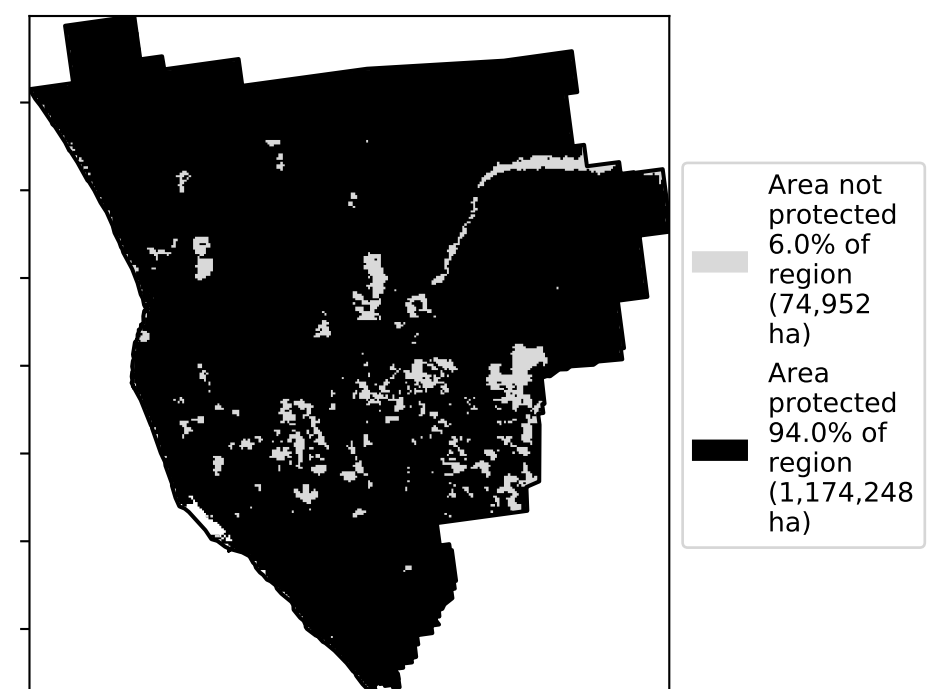 Area not
protected
6.0% of
region
(74,952
ha)
Area
protected
94.0% of
region
(1,174,248
ha)